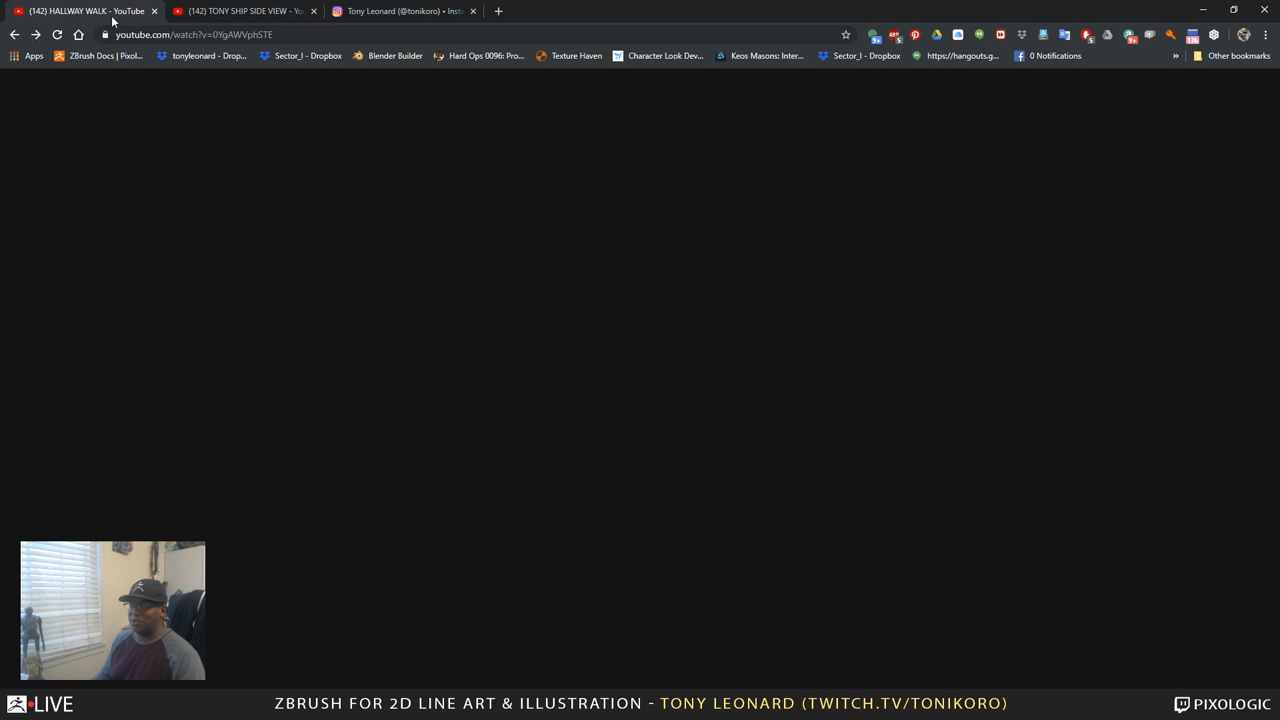 (142) HALLWAY WALK - YouTube
(142) TONY SHIP SIDE VIEW - Yo
Tony Leonard (@tonikoro) • Insta
youtube.com/watch?v=0YgAWVphSTE
Apps
ZBrush Docs | Pixol...
tonyleonard - Drop...
Sector_I - Dropbox
Blender Builder
Hard Ops 0096: Pro...
Texture Haven
Character Look Dev...
Keos Masons: Inter...
Sector_I - Dropbox
https://hangouts.g...
0 Notifications
»
Other bookmarks
LIVE
ZBRUSH FOR 2D LINE ART & ILLUSTRATION - TONY LEONARD (TWITCH.TV/TONIKORO)
PIXOLOGIC